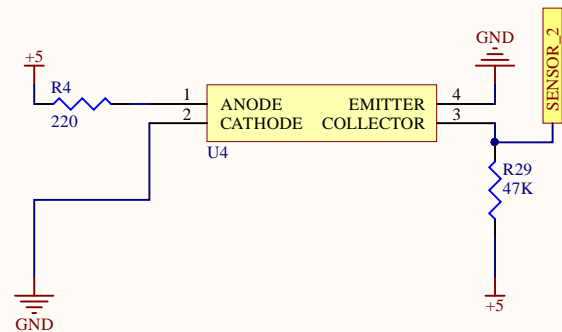 +5
R4
220
1
2
ANODE
CATHODE
EMITTER
COLLECTOR
U4
4
3
GND
SENSOR_2
R29
47K
+5
GND